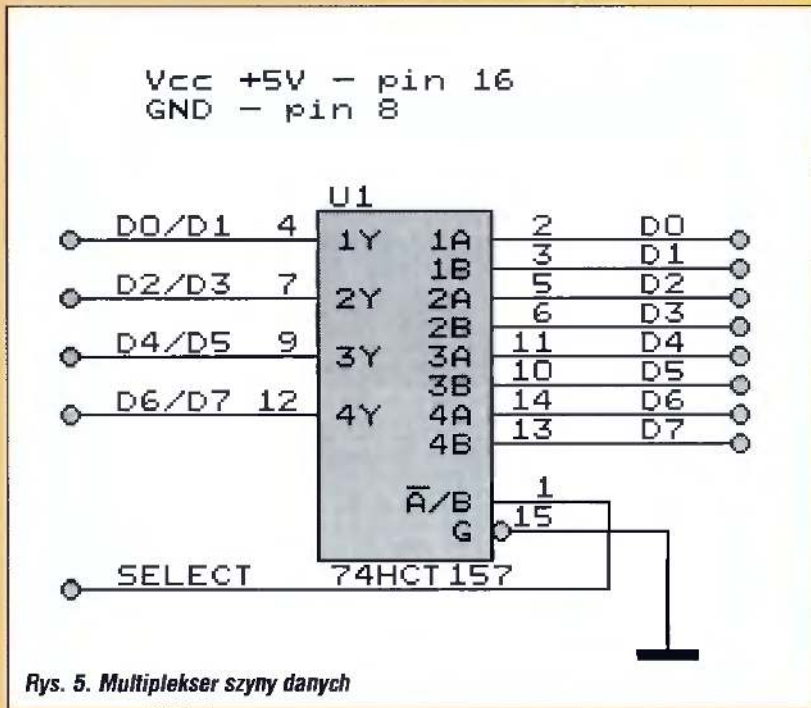 Vcc +5V - pin 16
GND - pin 8
U1
D0/D1 4 1Y 1A 2 D0
1B 3 D1
D2/D3 7 2Y 2A 5 D2
2B 6 D3
D4/D5 9 3Y 3A 11 D4
3B 10 D5
D6/D7 12 4Y 4A 14 D6
4B 13 D7
A̅/B 1
G 15
SELECT 74HCT157
Rys. 5. Multiplekser szyny danych